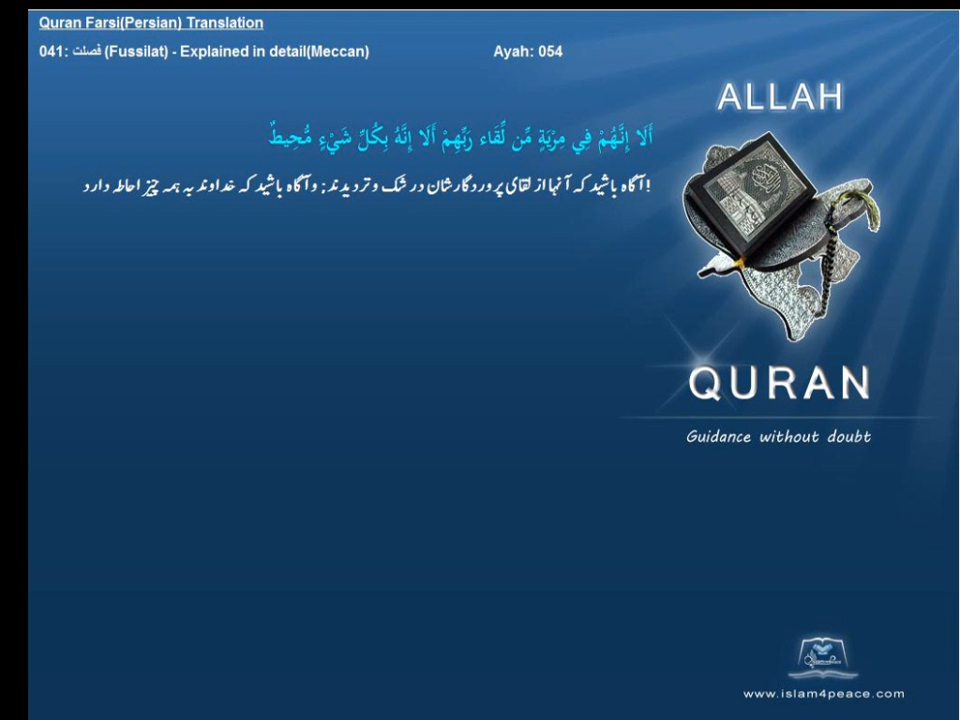 Quran Farsi(Persian) Translation
041: فصلت (Fussilat) - Explained in detail(Meccan) Ayah: 054
ALLAH
أَلَا إِنَّهُمْ فِي مِرْيَةٍ مِّن لِّقَاء رَبِّهِمْ أَلَا إِنَّهُ بِكُلِّ شَيْءٍ مُّحِيطٌ
!آگاه باشید که آنها از لقای پروردگارشان در شک و تردیدند; و آگاه باشید که خداوند به همه چیز احاطه دارد
QURAN
Guidance without doubt
www.islam4peace.com